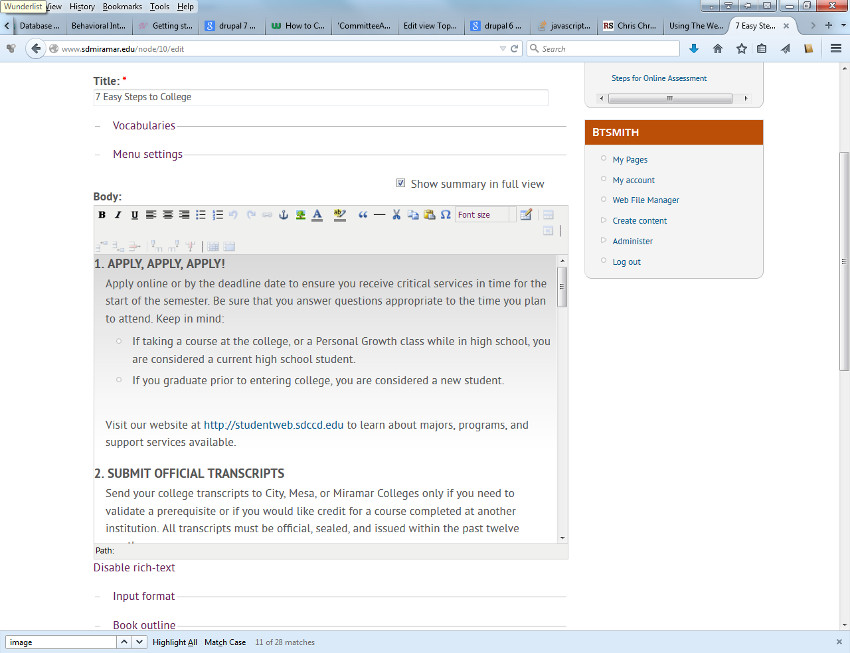 Wunderlist View History Bookmarks Tools Help
Database ... Behavioral Int... Getting st... drupal 7 ... How to C... 'CommitteeA... Edit view Top... drupal 6 ... javascript... RS Chris Chr... Using The We... 7 Easy Ste...
www.sdmiramar.edu/node/10/edit
Search
Title: *
7 Easy Steps to College
Vocabularies
Menu settings
Show summary in full view
Body:
B I U Font size
1. APPLY, APPLY, APPLY!
Apply online or by the deadline date to ensure you receive critical services in time for the
start of the semester. Be sure that you answer questions appropriate to the time you plan
to attend. Keep in mind:
If taking a course at the college, or a Personal Growth class while in high school, you
are considered a current high school student.
If you graduate prior to entering college, you are considered a new student.
Visit our website at http://studentweb.sdccd.edu to learn about majors, programs, and
support services available.
2. SUBMIT OFFICIAL TRANSCRIPTS
Send your college transcripts to City, Mesa, or Miramar Colleges only if you need to
validate a prerequisite or if you would like credit for a course completed at another
institution. All transcripts must be official, sealed, and issued within the past twelve
Path:
Disable rich-text
Input format
Book outline
Steps for Online Assessment
BTSMITH
My Pages
My account
Web File Manager
Create content
Administer
Log out
image Highlight All Match Case 11 of 28 matches